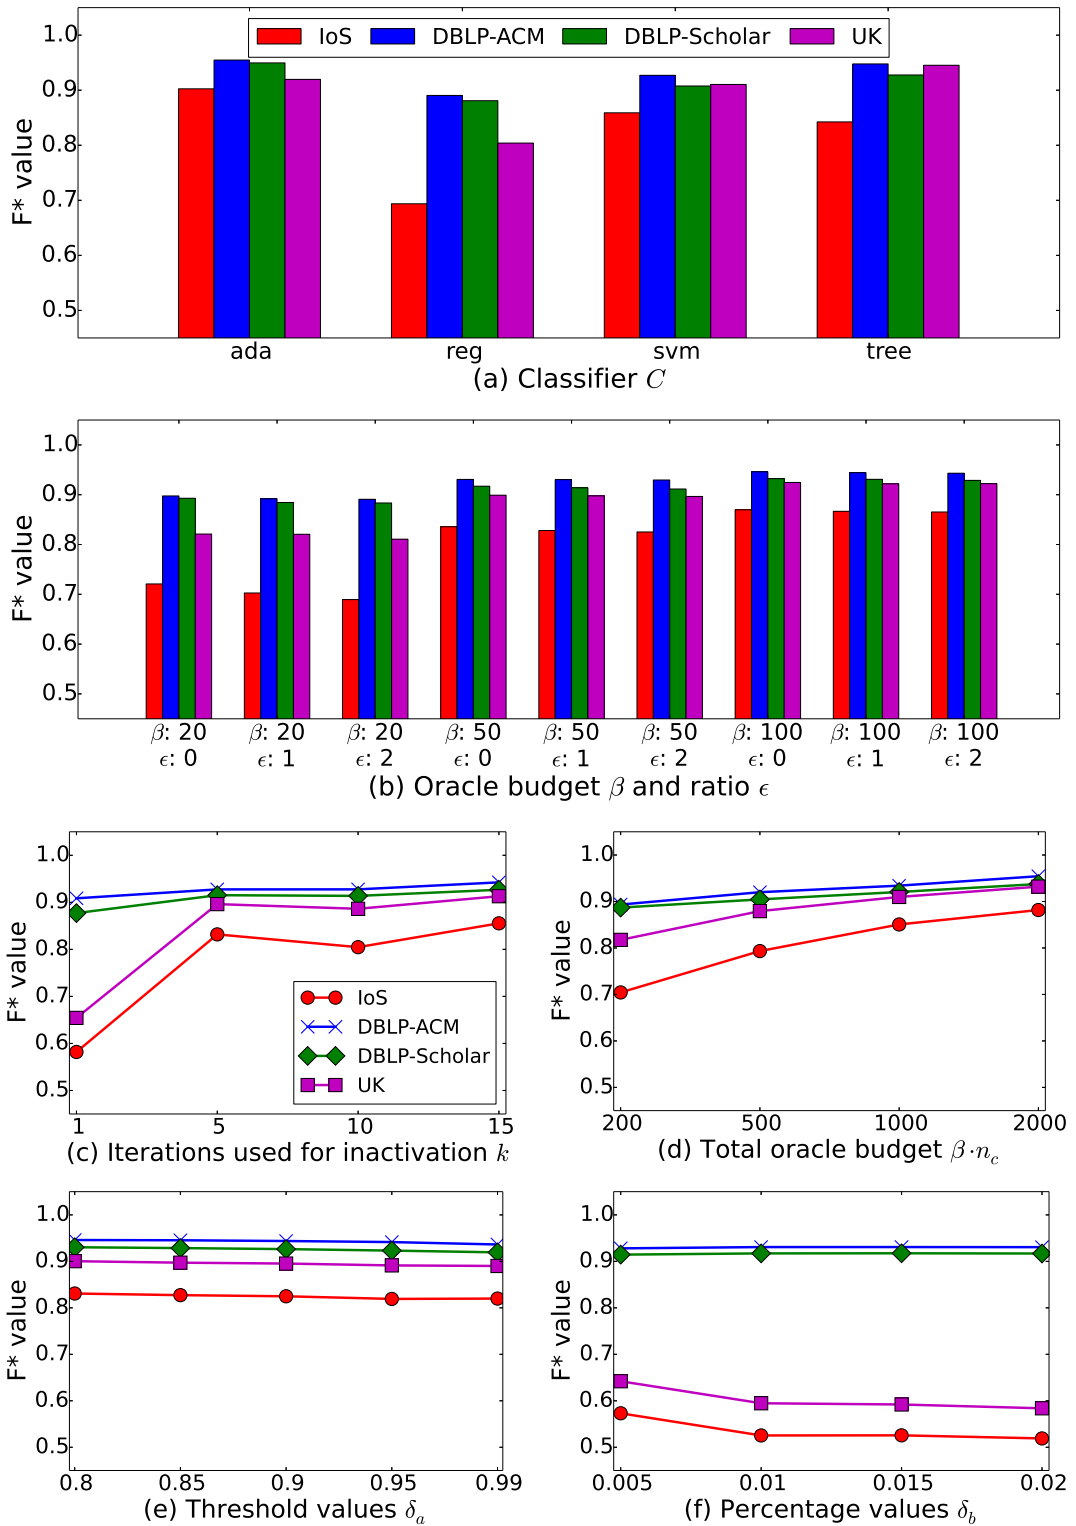 IoS DBLP-ACM DBLP-Scholar UK
1.0
0.9
0.8
0.7
0.6
0.5
F* value
ada reg svm tree
(a) Classifier C
1.0
0.9
0.8
0.7
0.6
0.5
F* value
β: 20 β: 20 β: 20 β: 50 β: 50 β: 50 β: 100 β: 100 β: 100
ϵ: 0 ϵ: 1 ϵ: 2 ϵ: 0 ϵ: 1 ϵ: 2 ϵ: 0 ϵ: 1 ϵ: 2
(b) Oracle budget β and ratio ϵ
1.0
0.9
0.8
0.7
0.6
0.5
F* value
IoS
DBLP-ACM
DBLP-Scholar
UK
1 5 10 15
(c) Iterations used for inactivation k
1.0
0.9
0.8
0.7
0.6
0.5
F* value
200 500 1000 2000
(d) Total oracle budget β·n_c
1.0
0.9
0.8
0.7
0.6
0.5
F* value
0.8 0.85 0.9 0.95 0.99
(e) Threshold values δ_a
1.0
0.9
0.8
0.7
0.6
0.5
F* value
0.005 0.01 0.015 0.02
(f) Percentage values δ_b